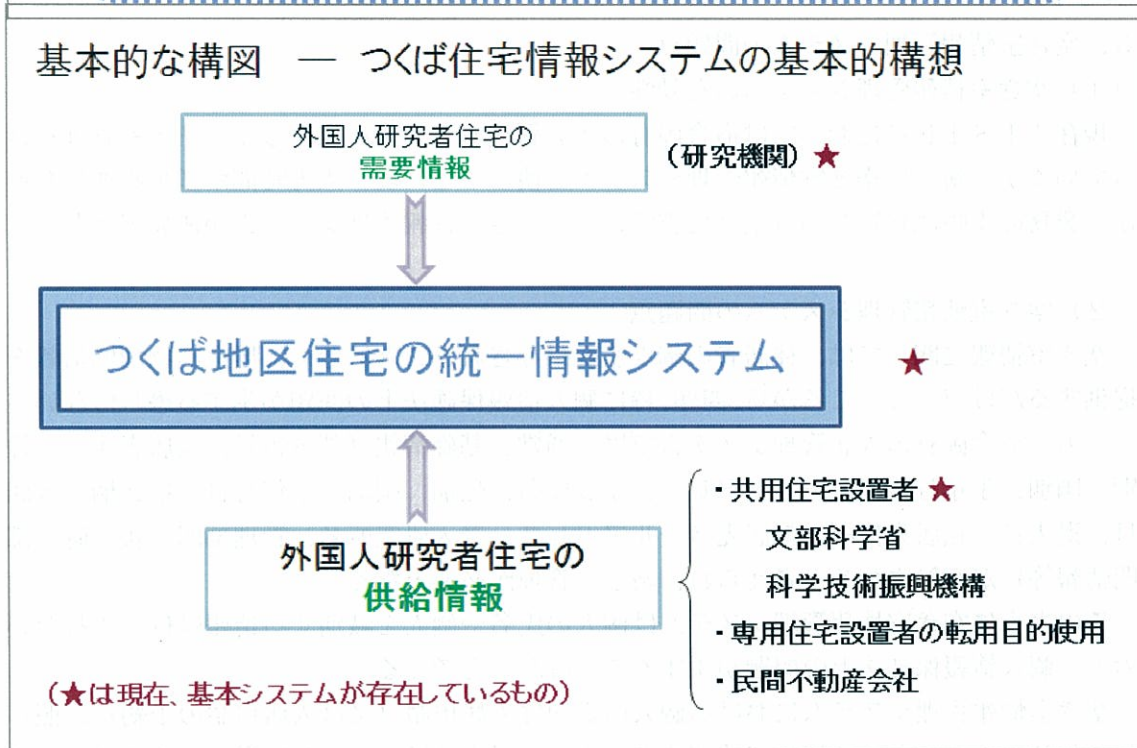 基本的な構図 ― つくば住宅情報システムの基本的構想
外国人研究者住宅の
需要情報
（研究機関）★
つくば地区住宅の統一情報システム
★
外国人研究者住宅の
供給情報
・共用住宅設置者 ★
文部科学省
科学技術振興機構
・専用住宅設置者の転用目的使用
・民間不動産会社
（★は現在、基本システムが存在しているもの）